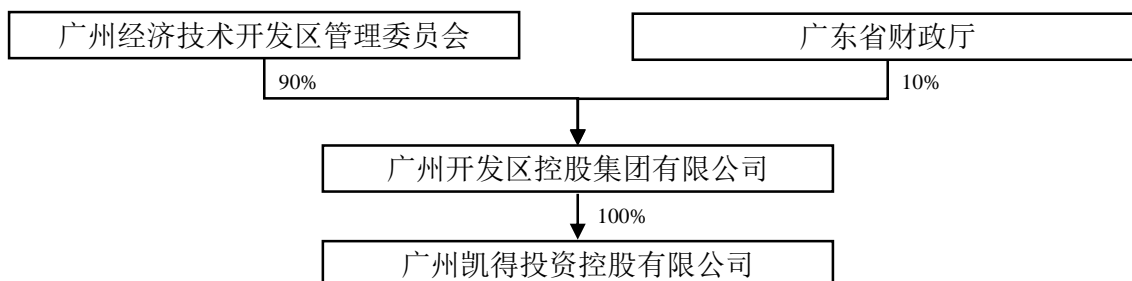 广州经济技术开发区管理委员会
广东省财政厅
90%
10%
广州开发区控股集团有限公司
100%
广州凯得投资控股有限公司